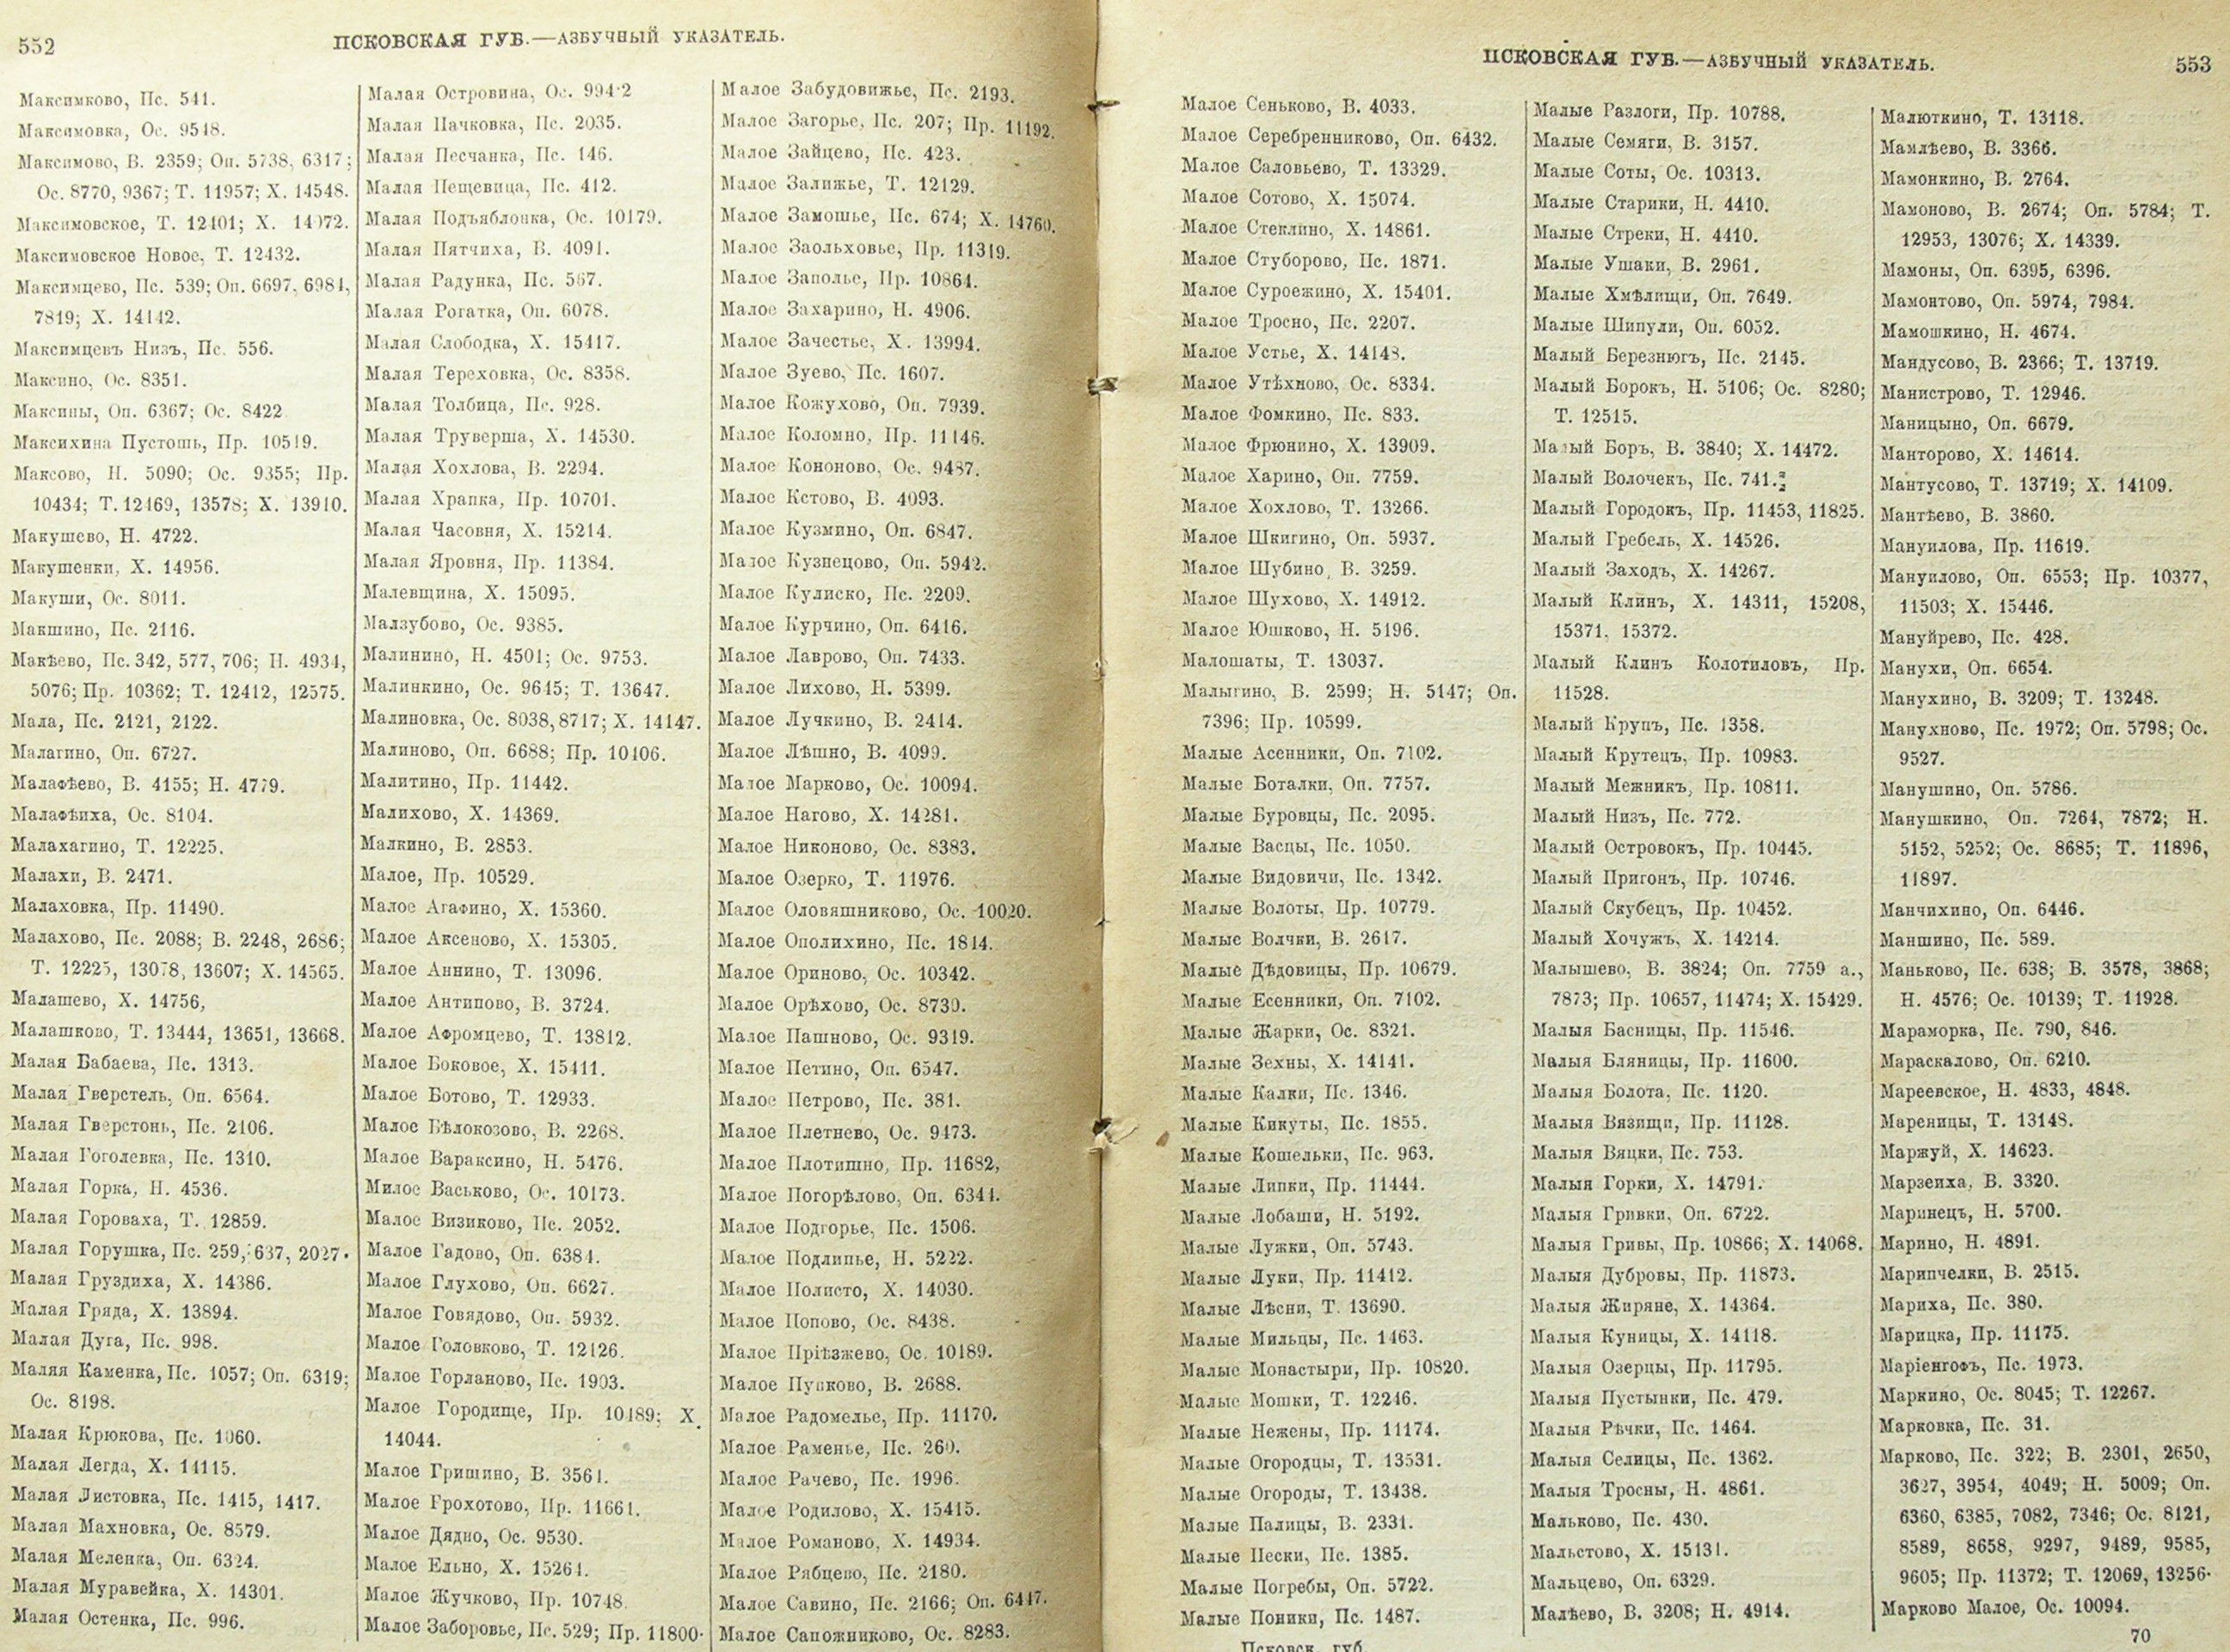 552
ПСКОВСКАЯ ГУБ.—АЗБУЧНЫЙ УКАЗАТЕЛЬ.
Максимково, Пс. 541.
Максимовка, Ос. 9518.
Максимово, В. 2359; Оп. 5738, 6317;
Ос. 8770, 9367; Т. 11957; Х. 14548.
Максимовское, Т. 12401; Х. 14072.
Максимовское Новое, Т. 12432.
Максимцево, Пс. 539; Оп. 6697, 6984,
7819; Х. 14142.
Максимцевъ Низъ, Пс. 556.
Максино, Ос. 8351.
Максины, Оп. 6367; Ос. 8422
Максихина Пустошь, Пр. 10519.
Максово, Н. 5090; Ос. 9355; Пр.
10434; Т. 12469, 13578; Х. 13910.
Макушево, Н. 4722.
Макушенки, Х. 14956.
Макуши, Ос. 8011.
Макшино, Пс. 2116.
Макѣево, Пс. 342, 577, 706; Н. 4934,
5076; Пр. 10362; Т. 12412, 12575.
Мала, Пс. 2121, 2122.
Малагино, Оп. 6727.
Малаѳѣево, В. 4155; Н. 4779.
Малаѳѣиха, Ос. 8104.
Малахагино, Т. 12225.
Малахи, В. 2471.
Малаховка, Пр. 11490.
Малахово, Пс. 2088; В. 2248, 2686;
Т. 12225, 13078, 13607; Х. 14565.
Малашево, Х. 14756,
Малашково, Т. 13444, 13651, 13668.
Малая Бабаева, Пс. 1313.
Малая Гверстель, Оп. 6564.
Малая Гверстонь, Пс. 2106.
Малая Гоголевка, Пс. 1310.
Малая Горка, Н. 4536.
Малая Гороваха, Т. 12859.
Малая Горушка, Пс. 259, 637, 2027.
Малая Груздиха, Х. 14386.
Малая Гряда, Х. 13894.
Малая Дуга, Пс. 998.
Маляя Каменка, Пс. 1057; Оп. 6319;
Ос. 8198.
Малая Крюкова, Пс. 1060.
Малая Легда, Х. 14115.
Малая Листовка, Пс. 1415, 1417.
Малая Махновка, Ос. 8579.
Малая Меленка, Оп. 6324.
Малая Муравейка, Х. 14301.
Малая Остенка, Пс. 996.
Малая Островина, Ос. 9942
Малая Пачковка, Пс. 2035.
Малая Песчанка, Пс. 146.
Малая Пещевица, Пс. 412.
Малая Подъяблонка, Ос. 10179.
Малая Пятчиха, В. 4091.
Малая Радунка, Пс. 567.
Малая Рогатка, Оп. 6078.
Малая Слободка, Х. 15417.
Малая Тереховка, Ос. 8358.
Малая Толбица, Пс. 928.
Малая Труверша, Х. 14530.
Малая Хохлова, В. 2294.
Малая Храпка, Пр. 10701.
Малая Часовня, Х. 15214.
Малая Яровня, Пр. 11384.
Малевщина, Х. 15095.
Малзубово, Ос. 9385.
Малинино, Н. 4501; Ос. 9753.
Малинкино, Ос. 9645; Т. 13647.
Малиновка, Ос. 8038, 8717; Х. 14147.
Малиново, Оп. 6688; Пр. 10406.
Малитино, Пр. 11442.
Малихово, Х. 14369.
Малкино, В. 2853.
Малое, Пр. 10529.
Малое Агафино, Х. 15360.
Малое Аксеново, Х. 15305.
Малое Аннино, Т. 13096.
Малое Антипово, В. 3724.
Малое Афромцево, Т. 13812.
Малое Боковое, Х. 15411.
Малое Ботово, Т. 12933.
Малое Бѣлокозово, В. 2268.
Малое Вараксино, Н. 5476.
Милое Васьково, Ос. 10173.
Малое Визиково, Пс. 2052.
Малое Гадово, Оп. 6384.
Малое Глухово, Оп. 6627.
Малое Говядово, Оп. 5932.
Малое Головково, Т. 12126.
Малое Горланово, Пс. 1903.
Малое Городище, Пр. 10489; Х.
14044.
Малое Гришино, В. 3561.
Малое Грохотово, Пр. 11661.
Малое Дядно, Ос. 9530.
Малое Ельно, Х. 15264.
Малое Жучково, Пр. 10748.
Малое Заборовье, Пс. 529; Пр. 11800.
Малое Забудовижье, Пс. 2193.
Малое Загорье, Пс. 207; Пр. 11192.
Малое Зайцево, Пс. 423.
Малое Залижье, Т. 12129.
Малое Замошье, Пс. 674; Х. 14760.
Малое Заольховье, Пр. 11319.
Малое Заполье, Пр. 10864.
Малое Захарино, Н. 4906.
Малое Зачестье, Х. 13994.
Малое Зуево, Пс. 1607.
Малое Кожухово, Оп. 7939.
Малое Коломно, Пр. 11146.
Малое Кононово, Ос. 9487.
Малое Кстово, В. 4093.
Малое Кузмино, Оп. 6847.
Малое Кузнецово, Оп. 5942.
Малое Кулиско, Пс. 2209.
Малое Курчино, Оп. 6416.
Малое Лаврово, Оп. 7433.
Малое Лихово, Н. 5399.
Малое Лучкино, В. 2414.
Малое Лѣшно, В. 4099.
Малое Марково, Ос. 10094.
Малое Нагово, Х. 14281.
Малое Никоново, Ос. 8383.
Малое Озерко, Т. 11976.
Малое Оловяшниково, Ос. 10020.
Малое Ополихино, Пс. 1814.
Малое Ориново, Ос. 10342.
Малое Орѣхово, Ос. 8730.
Малое Пашново, Ос. 9319.
Малое Петино, Оп. 6547.
Малое Петрово, Пс. 381.
Малое Плетнево, Ос. 9473.
Малое Плотишно, Пр. 11682,
Малое Погорѣлово, Оп. 6344.
Малое Подгорье, Пс. 1506.
Малое Подлипье, Н. 5222.
Малое Полисто, Х. 14030.
Малое Попово, Ос. 8438.
Малое Пріѣзжево, Ос. 10189.
Малое Пупково, В. 2688.
Малое Радомелье, Пр. 11170.
Малое Раменье, Пс. 260.
Малое Рачево, Пс. 1996.
Малое Родилово, Х. 15415.
Малое Романово, Х. 14934.
Малое Рябцево, Пс. 2180.
Малое Савино, Пс. 2166; Оп. 6447.
Малое Сапожниково, Ос. 8283.
ПСКОВСКАЯ ГУБ.—АЗБУЧНЫЙ УКАЗАТЕЛЬ.
553
Малое Сеньково, В. 4033.
Малое Серебренниково, Оп. 6432.
Малое Саловьево, Т. 13329.
Малое Сотово, Х. 15074.
Малое Стеклино, Х. 14861.
Малое Стуборово, Пс. 1871.
Малое Суроежино, Х. 15401.
Малое Тросно, Пс. 2207.
Малое Устье, Х. 14148.
Малое Утѣхново, Ос. 8334.
Малое Фомкино, Пс. 833.
Малое Фрюнино, Х. 13909.
Малое Харино, Оп. 7759.
Малое Хохлово, Т. 13266.
Малое Шкигино, Оп. 5937.
Малое Шубино, В. 3259.
Малое Шухово, Х. 14912.
Малое Юшково, Н. 5196.
Малошаты, Т. 13037.
Малыгино, В. 2599; Н. 5147; Оп.
7396; Пр. 10599.
Малые Асенники, Оп. 7102.
Малые Боталки, Оп. 7757.
Малые Буровцы, Пс. 2095.
Малые Васцы, Пс. 1050.
Малые Видовичи, Пс. 1342.
Малые Волоты, Пр. 10779.
Малые Волчки, В. 2617.
Малые Дѣдовицы, Пр. 10679.
Малые Есенники, Оп. 7102.
Малые Жарки, Ос. 8321.
Малые Зехны, Х. 14141.
Малые Калки, Пс. 1346.
Малые Кикуты, Пс. 1855.
Малые Кошельки, Пс. 963.
Малые Липки, Пр. 11444.
Малые Лобаши, Н. 5192.
Малые Лужки, Оп. 5743.
Малые Луки, Пр. 11412.
Малые Лѣсни, Т. 13690.
Малые Мильцы, Пс. 1463.
Малые Монастыри, Пр. 10820.
Малые Мошки, Т. 12246.
Малые Нежены, Пр. 11174.
Малые Огородцы, Т. 13531.
Малые Огороды, Т. 13438.
Малые Палицы, В. 2331.
Малые Пески, Пс. 1385.
Малые Погребы, Оп. 5722.
Малые Поники, Пс. 1487.
Псковск. губ.
Малые Разлоги, Пр. 10788.
Малые Семяги, В. 3157.
Малые Соты, Ос. 10313.
Малые Старики, Н. 4410.
Малые Стреки, Н. 4410.
Малые Ушаки, В. 2961.
Малые Хмѣлищи, Оп. 7649.
Малые Шипули, Оп. 6052.
Малый Березнюгъ, Пс. 2145.
Малый Борокъ, Н. 5106; Ос. 8280;
Т. 12515.
Малый Боръ, В. 3840; Х. 14472.
Малый Волочекъ, Пс. 741.
Малый Городокъ, Пр. 11453, 11825.
Малый Гребель, Х. 14526.
Малый Заходъ, Х. 14267.
Малый Клинъ, Х. 14311, 15208,
15371, 15372.
Малый Клинъ Колотиловъ, Пр.
11528.
Малый Крупъ, Пс. 1358.
Малый Крутецъ, Пр. 10983.
Малый Межникъ, Пр. 10811.
Малый Низъ, Пс. 772.
Малый Островокъ, Пр. 10445.
Малый Пригонъ, Пр. 10746.
Малый Скубецъ, Пр. 10452.
Малый Хочужъ, Х. 14214.
Малышево, В. 3824; Оп. 7759 а.,
7873; Пр. 10657, 11474; Х. 15429.
Малыя Басницы, Пр. 11546.
Малыя Бляницы, Пр. 11600.
Малыя Болота, Пс. 1120.
Малыя Вязищи, Пр. 11128.
Малыя Вяцки, Пс. 753.
Малыя Горки, Х. 14791.
Малыя Гривки, Оп. 6722.
Малыя Гривы, Пр. 10866; Х. 14068.
Малыя Дубровы, Пр. 11873.
Малыя Жиряне, Х. 14364.
Малыя Куницы, Х. 14118.
Малыя Озерцы, Пр. 11795.
Малыя Пустынки, Пс. 479.
Малыя Рѣчки, Пс. 1464.
Малыя Селицы, Пс. 1362.
Малыя Тросны, Н. 4861.
Малькво, Пс. 430.
Мальстово, Х. 15131.
Мальцево, Оп. 6329.
Малѣево, В. 3208; Н. 4914.
Малюткино, Т. 13118.
Мамлѣево, В. 3366.
Мамонкино, В. 2764.
Мамоново, В. 2674; Оп. 5784; Т.
12953, 13076; Х. 14339.
Мамоны, Оп. 6395, 6396.
Мамонтово, Оп. 5974, 7984.
Мамошкино, Н. 4674.
Мандусово, В. 2366; Т. 13719.
Манистрово, Т. 12946.
Маницыно, Оп. 6679.
Манторово, Х. 14614.
Мантусово, Т. 13719; Х. 14109.
Мантѣево, В. 3860.
Мануилова, Пр. 11619.
Мануилово, Оп. 6553; Пр. 10377,
11503; Х. 15446.
Мануйрево, Пс. 428.
Манухи, Оп. 6654.
Манухино, В. 3209; Т. 13248.
Манухново, Пс. 1972; Оп. 5798; Ос.
9527.
Манушино, Оп. 5786.
Манушкино, Оп. 7264, 7872; Н.
5152, 5252; Ос. 8685; Т. 11896,
11897.
Манчихино, Оп. 6446.
Маншино, Пс. 589.
Маньково, Пс. 638; В. 3578, 3868;
Н. 4576; Ос. 10139; Т. 11928.
Мараморка, Пс. 790, 846.
Мараскалово, Оп. 6210.
Мареевское, Н. 4833, 4848.
Мареницы, Т. 13148.
Маржуй, Х. 14623.
Марзеиха, В. 3320.
Маринецъ, Н. 5700.
Марино, Н. 4891.
Марипчелки, В. 2515.
Мариха, Пс. 380.
Марицка, Пр. 11175.
Маріенгофъ, Пс. 1973.
Маркино, Ос. 8045; Т. 12267.
Марковка, Пс. 31.
Марково, Пс. 322; В. 2301, 2650,
3627, 3954, 4049; Н. 5009; Оп.
6360, 6385, 7082, 7346; Ос. 8121,
8589, 8658, 9297, 9489, 9585,
9605; Пр. 11372; Т. 12069, 13256.
Марково Малое, Ос. 10094.
70